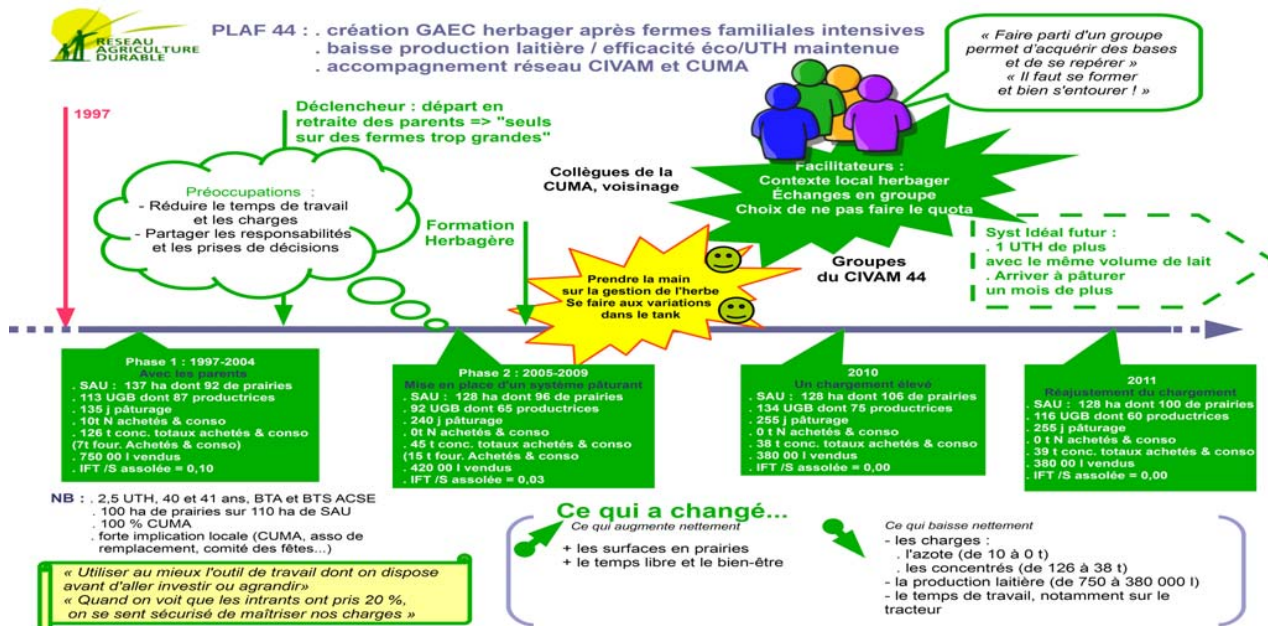 RESEAU
AGRICULTURE
DURABLE
PLAF 44 : . création GAEC herbager après fermes familiales intensives
. baisse production laitière / efficacité éco/UTH maintenue
. accompagnement réseau CIVAM et CUMA
« Faire parti d'un groupe
permet d'acquérir des bases
et de se repérer »
« Il faut se former
et bien s'entourer ! »
1997
Déclencheur : départ en
retraite des parents => "seuls
sur des fermes trop grandes"
Préoccupations :
- Réduire le temps de travail
et les charges
- Partager les responsabilités
et les prises de décisions
Formation
Herbagère
Collègues de la
CUMA, voisinage
Facilitateurs :
Contexte local herbager
Échanges en groupe
Choix de ne pas faire le quota
Groupes
du CIVAM 44
Prendre la main
sur la gestion de l'herbe
Se faire aux variations
dans le tank
Syst Idéal futur :
. 1 UTH de plus
avec le même volume de lait
. Arriver à pâturer
un mois de plus
Phase 1 : 1997-2004
Avec les parents
. SAU : 137 ha dont 92 de prairies
. 113 UGB dont 87 productrices
. 135 j pâturage
. 10t N achetés & conso
. 126 t conc. totaux achetés & conso
(7t four. Achetés & conso)
. 750 00 l vendus
. IFT /S assolée = 0,10
Phase 2 : 2005-2009
Mise en place d'un système pâturant
. SAU : 128 ha dont 96 de prairies
. 92 UGB dont 65 productrices
. 240 j pâturage
. 0t N achetés & conso
. 45 t conc. totaux achetés & conso
(15 t four. Achetés & conso
. 420 00 l vendus
. IFT /S assolée = 0,03
2010
Un chargement élevé
. SAU : 128 ha dont 106 de prairies
. 134 UGB dont 75 productrices
. 255 j pâturage
. 0 t N achetés & conso
. 38 t conc. totaux achetés & conso
. 380 00 l vendus
. IFT /S assolée = 0,00
2011
Réajustement du chargement
. SAU : 128 ha dont 100 de prairies
. 116 UGB dont 60 productrices
. 255 j pâturage
. 0 t N achetés & conso
. 39 t conc. totaux achetés & conso
. 380 00 l vendus
. IFT /S assolée = 0,00
NB : . 2,5 UTH, 40 et 41 ans, BTA et BTS ACSE
. 100 ha de prairies sur 110 ha de SAU
. 100 % CUMA
. forte implication locale (CUMA, asso de
remplacement, comité des fêtes...)
« Utiliser au mieux l'outil de travail dont on dispose
avant d'aller investir ou agrandir»
« Quand on voit que les intrants ont pris 20 %,
on se sent sécurisé de maîtriser nos charges »
Ce qui a changé...
Ce qui augmente nettement
+ les surfaces en prairies
+ le temps libre et le bien-être
Ce qui baisse nettement
- les charges :
. l'azote (de 10 à 0 t)
. les concentrés (de 126 à 38 t)
- la production laitière (de 750 à 380 000 l)
- le temps de travail, notamment sur le
tracteur